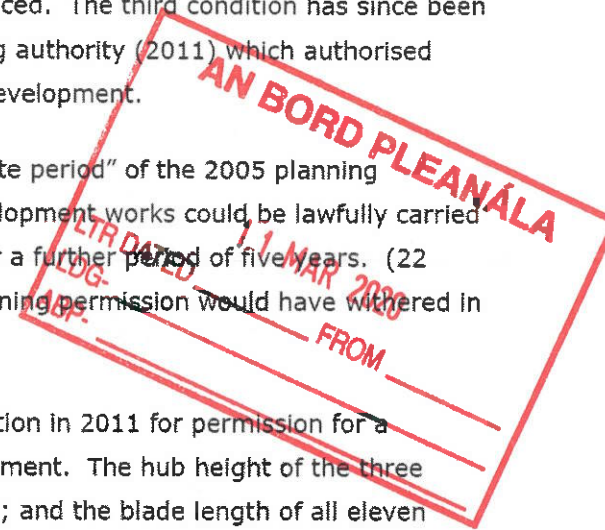 ced. The third condition has since been
g authority (2011) which authorised
evelopment.
te period" of the 2005 planning
lopment works could be lawfully carried
r a further period of five years. (22
ning permission would have withered in
tion in 2011 for permission for a
ment. The hub height of the three
; and the blade length of all eleven
AN BORD PLEANÁLA
LTR DATED 11 MAR 2020 FROM
LDG-
ABP-